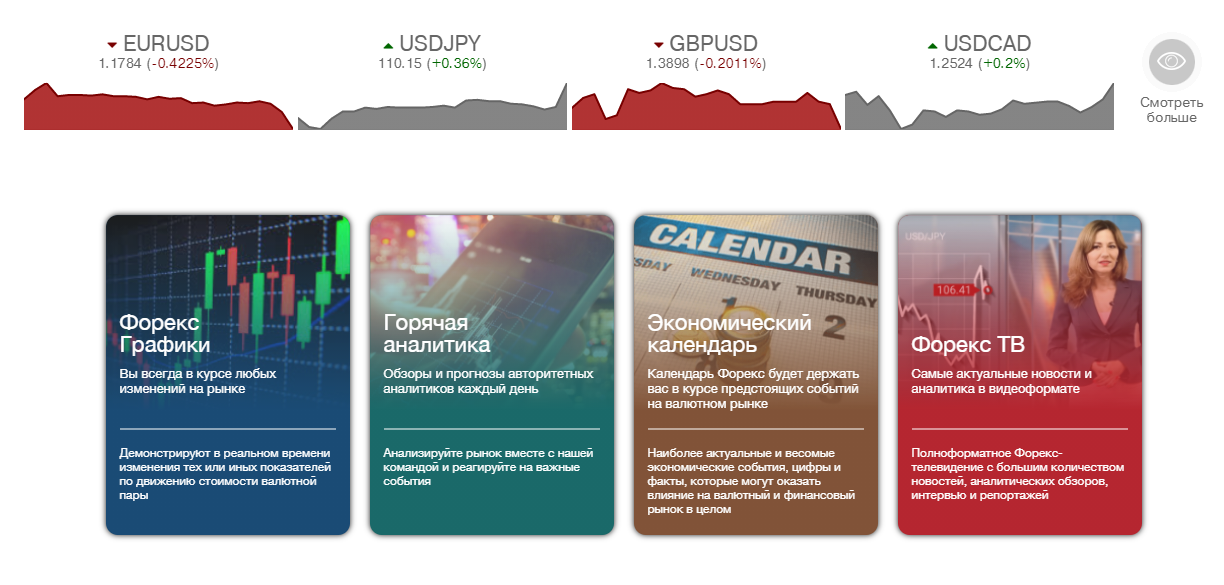 EURUSD
1.1784 (-0.4225%)
USDJPY
110.15 (+0.36%)
GBPUSD
1.3898 (-0.2011%)
USDCAD
1.2524 (+0.2%)
Смотреть
больше
Форекс
Графики
Вы всегда в курсе любых
изменений на рынке
Демонстрируют в реальном времени
изменения тех или иных показателей
по движению стоимости валютной
пары
Горячая
аналитика
Обзоры и прогнозы авторитетных
аналитиков каждый день
Анализируйте рынок вместе с нашей
командой и реагируйте на важные
события
CALENDAR
SDAY WEDNESDAY THURSDAY
1
2
Экономический
календарь
Календарь Форекс будет держать
вас в курсе предстоящих событий
на валютном рынке
Наиболее актуальные и весомые
экономические события, цифры и
факты, которые могут оказать
влияние на валютный и финансовый
рынок в целом
USD/JPY
106.41
Форекс ТВ
Самые актуальные новости и
аналитика в видеоформате
Полноформатное Форекс-
телевидение с большим количеством
новостей, аналитических обзоров,
интервью и репортажей